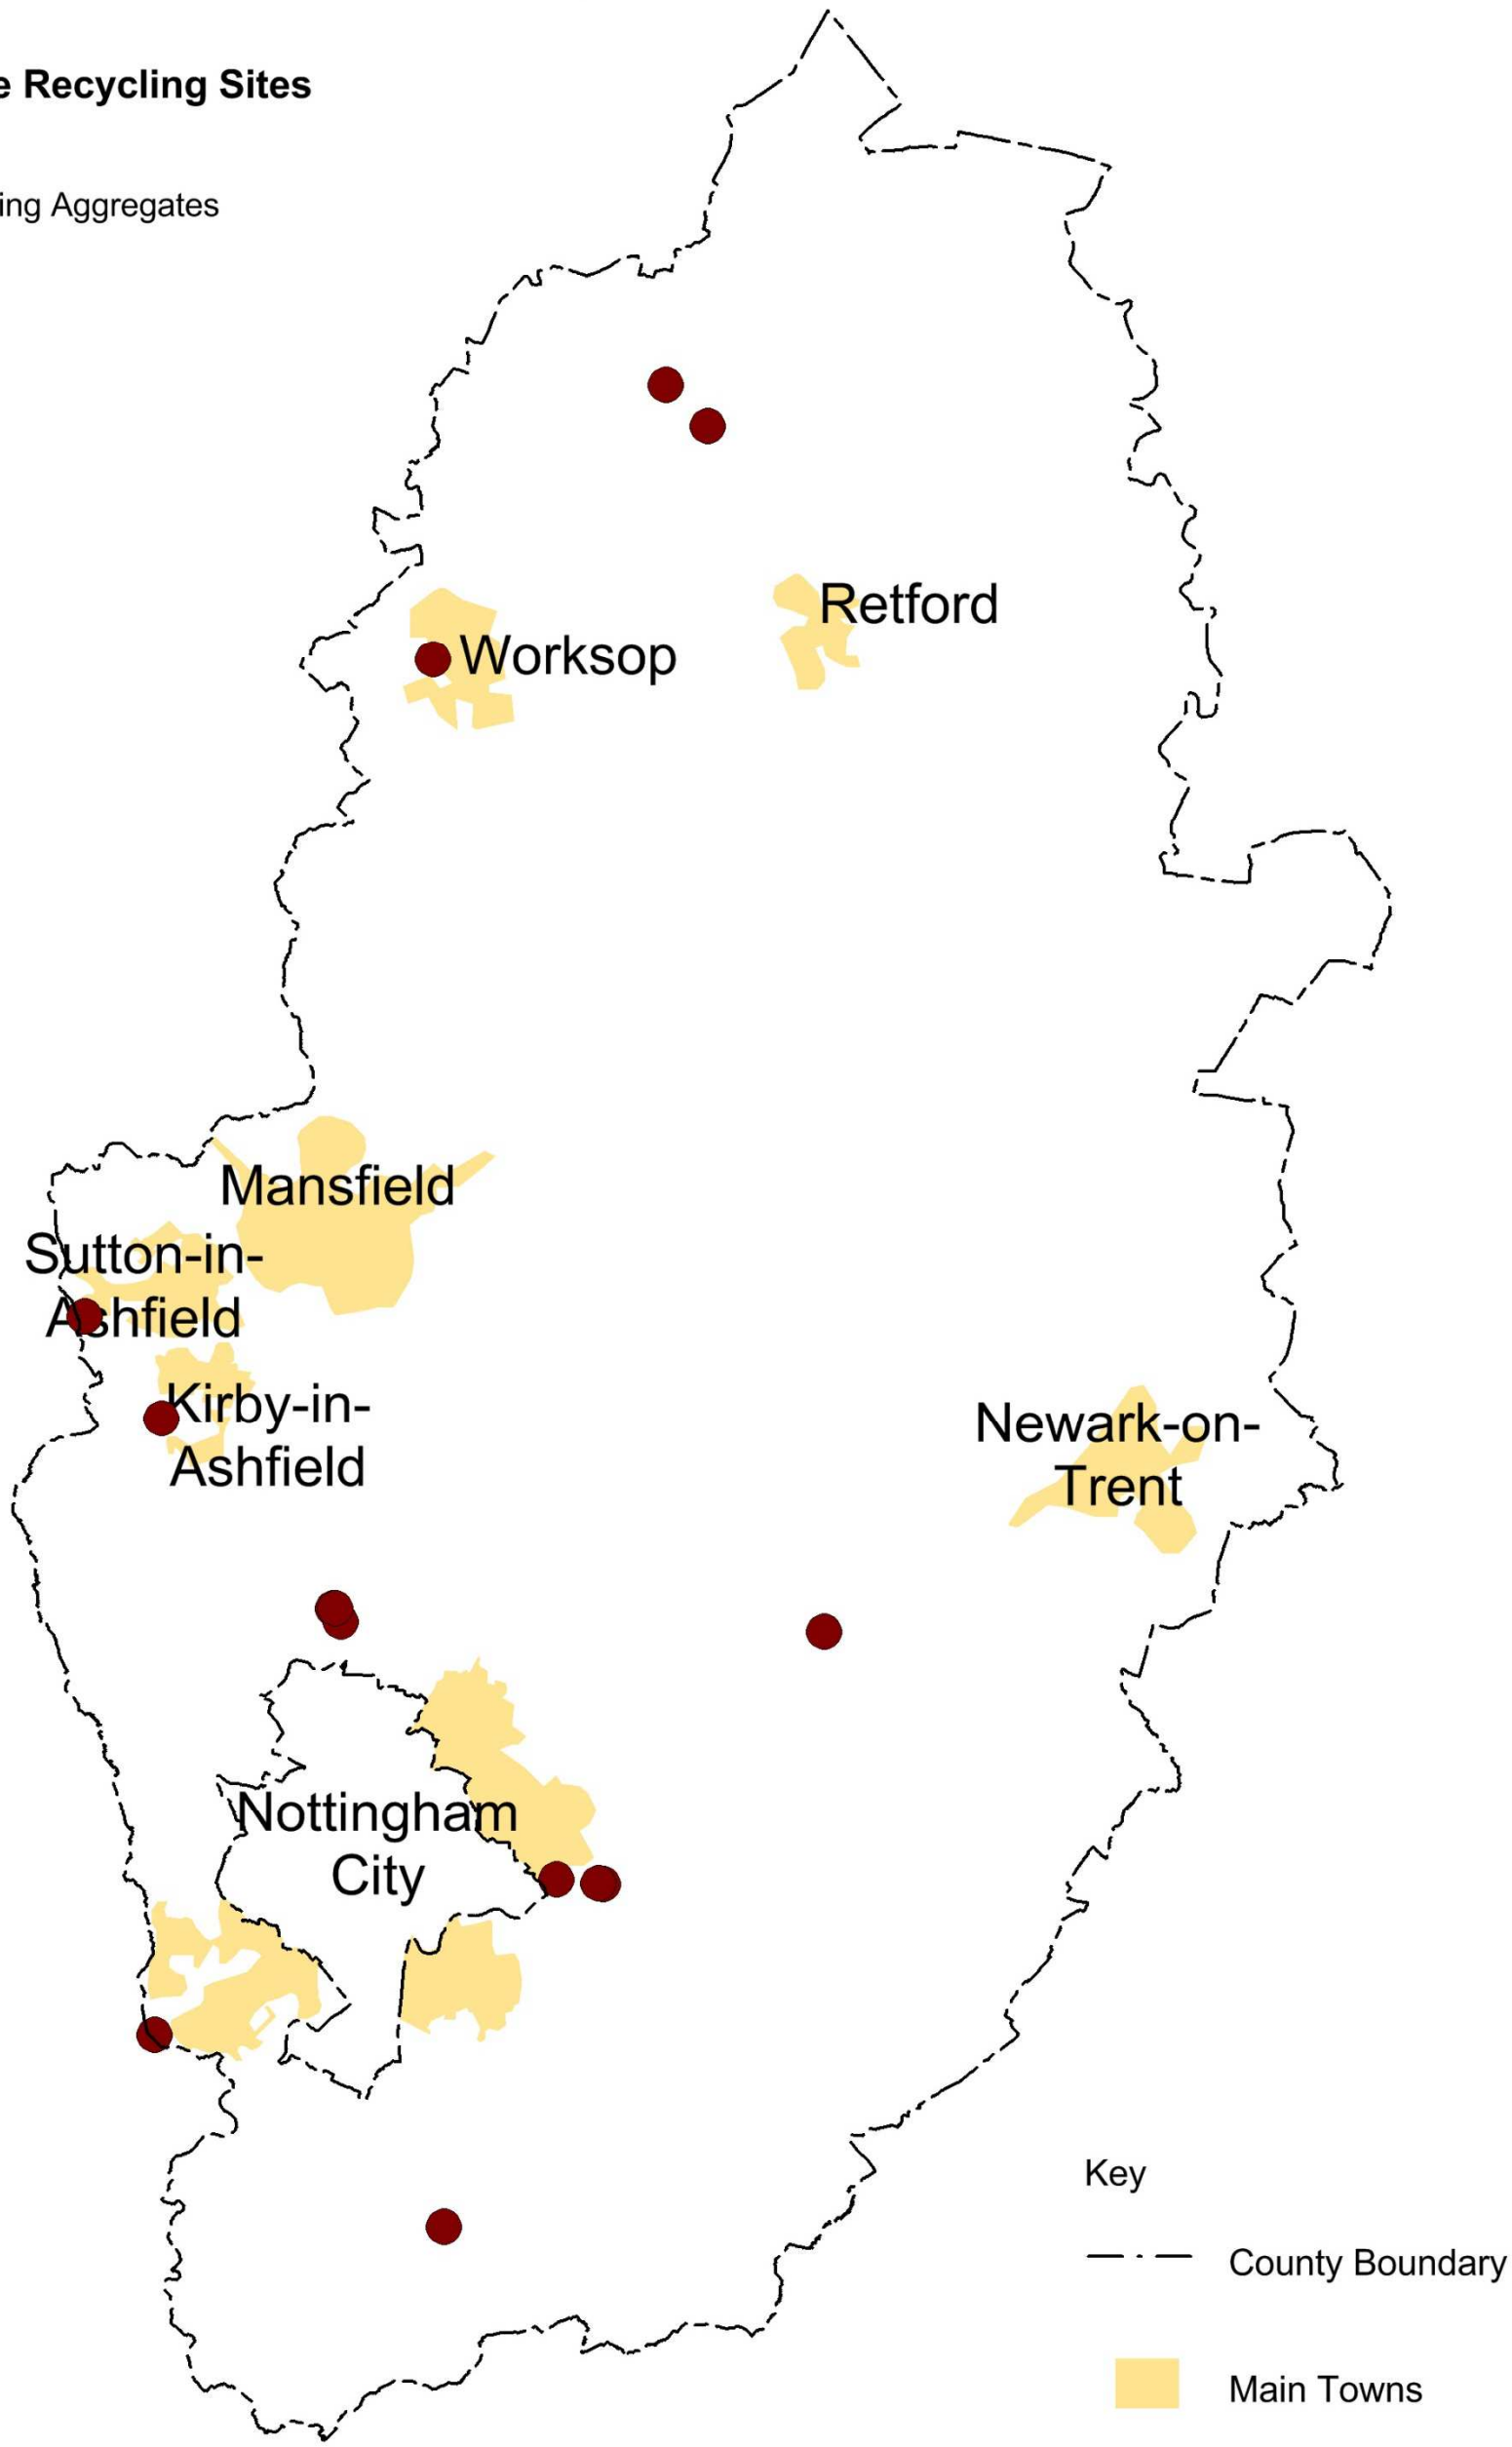 e Recycling Sites
ing Aggregates
Retford
Worksop
Mansfield
Sutton-in-
Ashfield
Kirby-in-
Ashfield
Newark-on-
Trent
Nottingham
City
Key
County Boundary
Main Towns